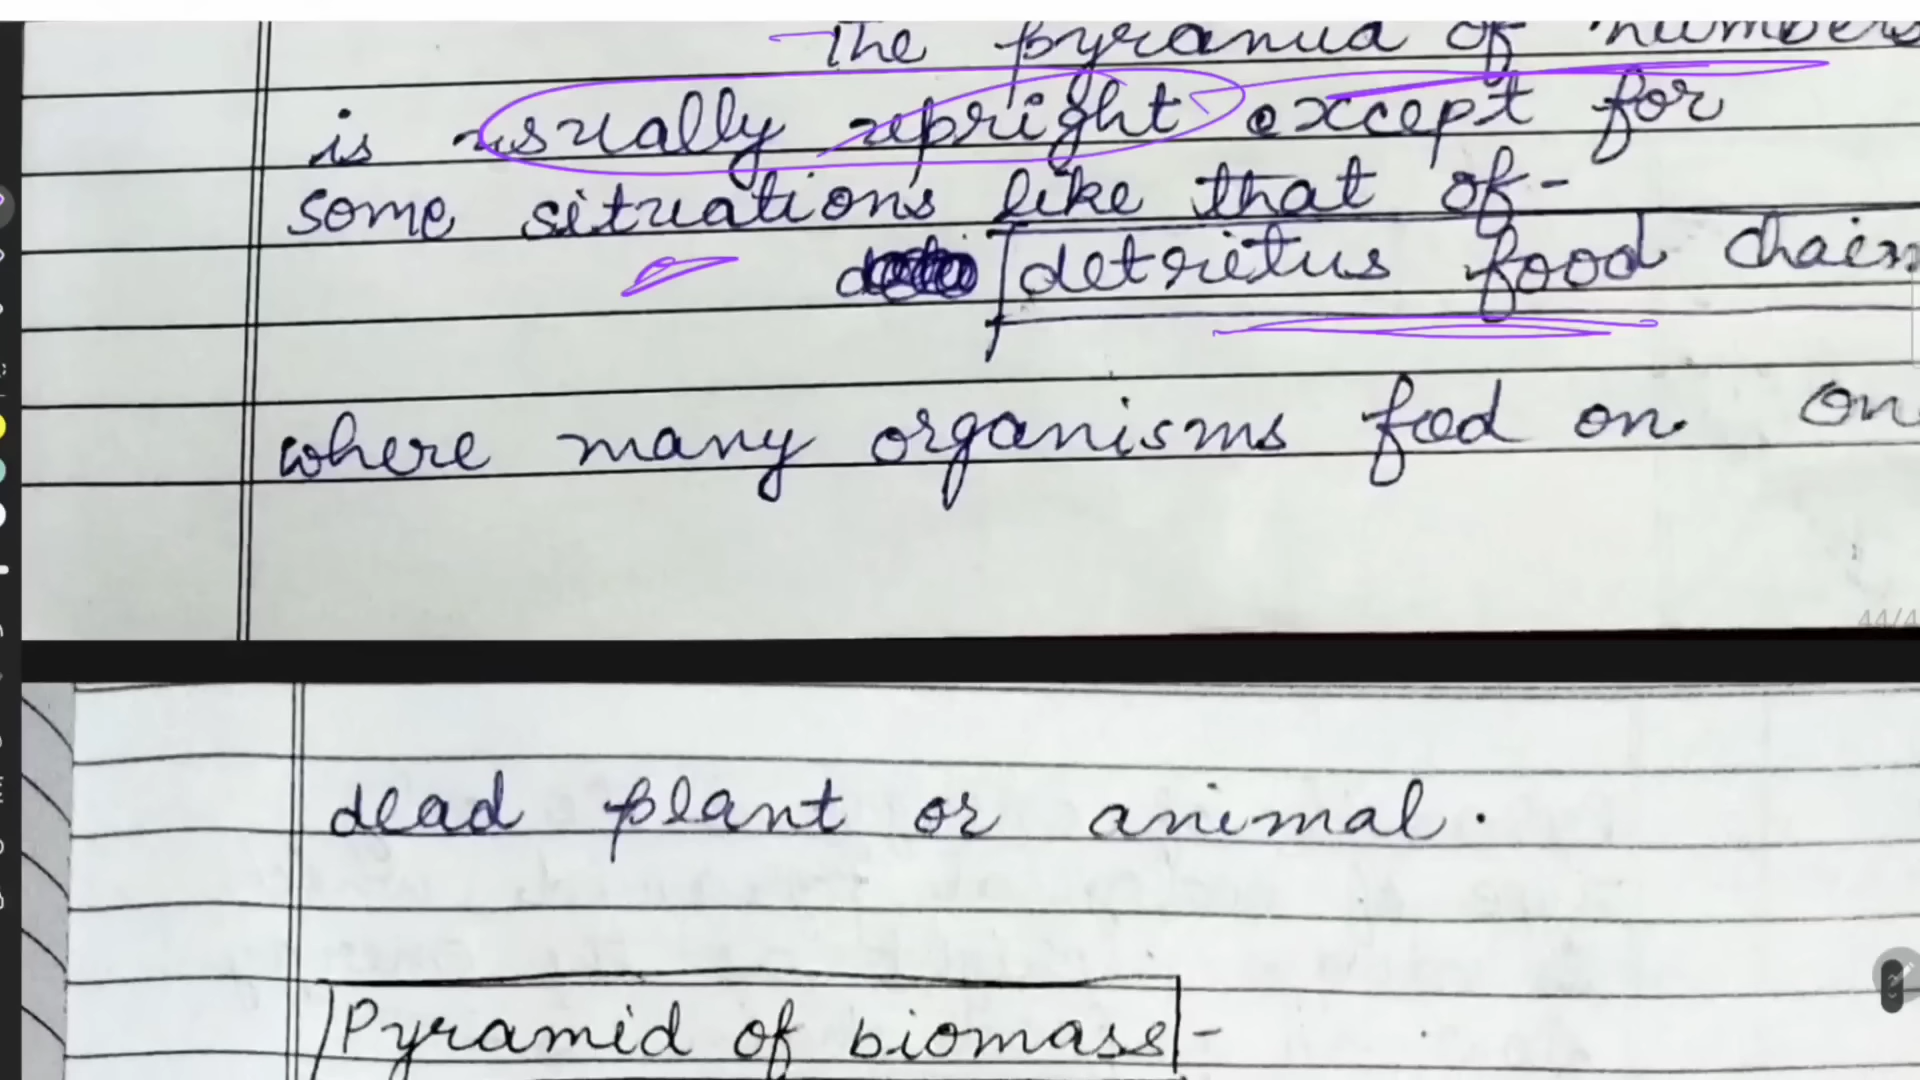 The pyramid of numbers
is usually upright except for
some situations like that of-
detritus food chain
where many organisms feed on on
dead plant or animal.
Pyramid of biomass-